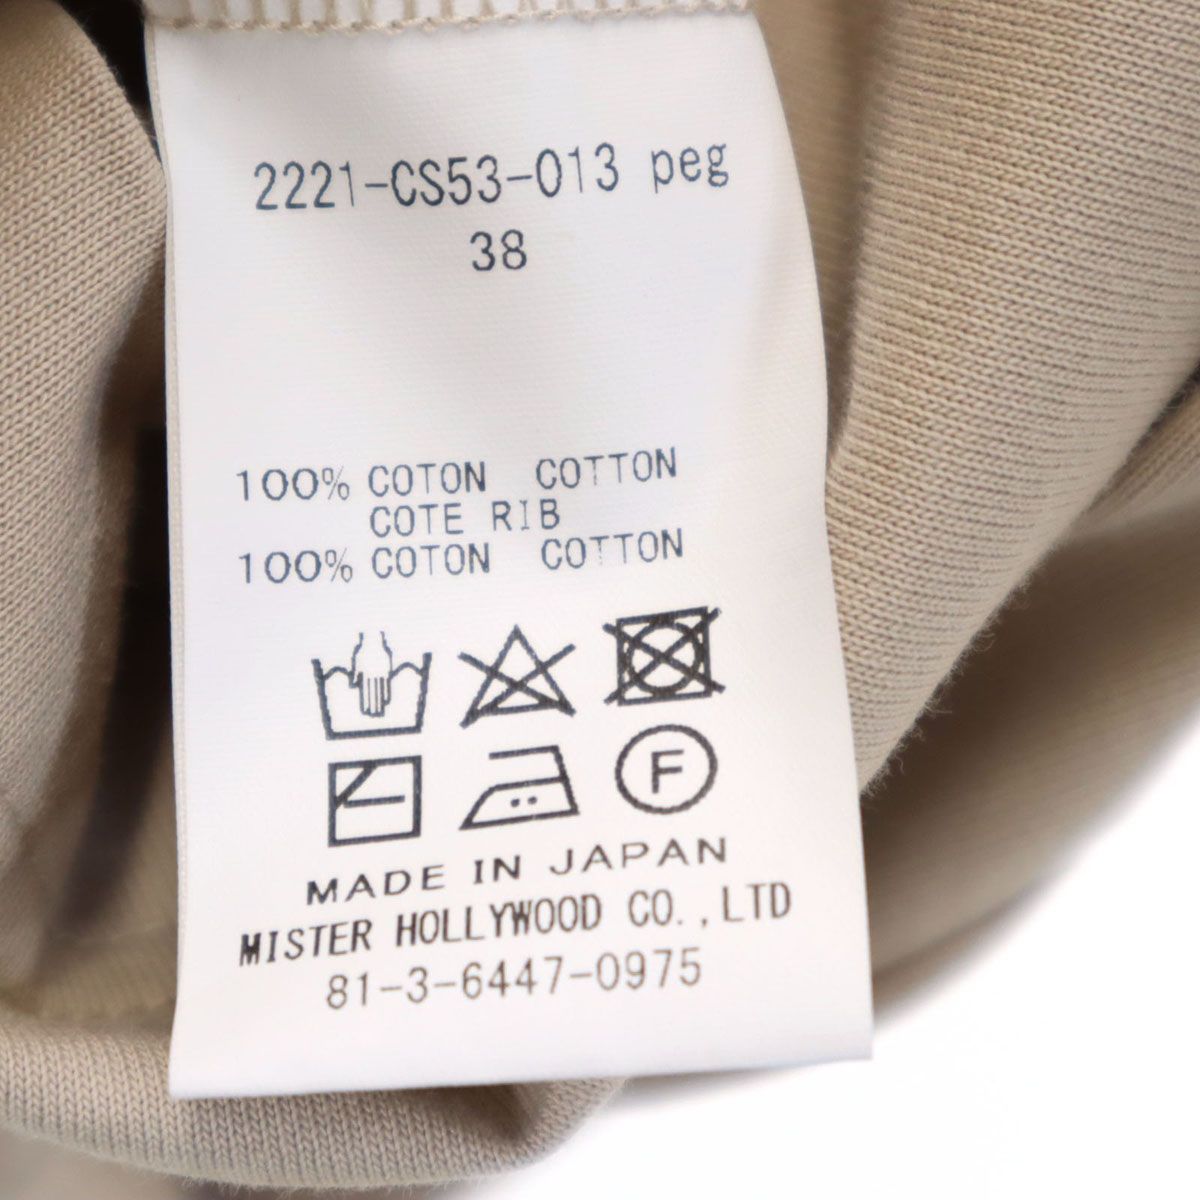 2221-CS53-013 peg
38
100% COTON COTTON
COTE RIB
100% COTON COTTON
F
MADE IN JAPAN
MISTER HOLLYWOOD CO.,LTD
81-3-6447-0975